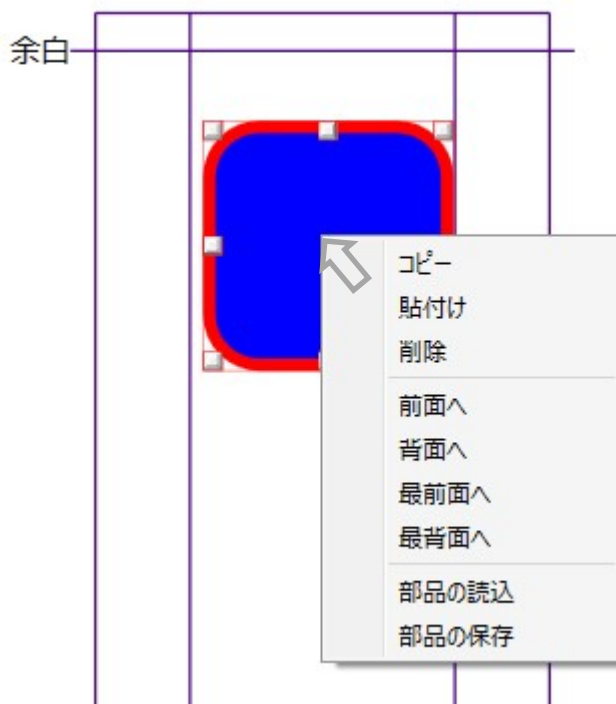 余白
コピー
貼付け
削除
前面へ
背面へ
最前面へ
最背面へ
部品の読込
部品の保存